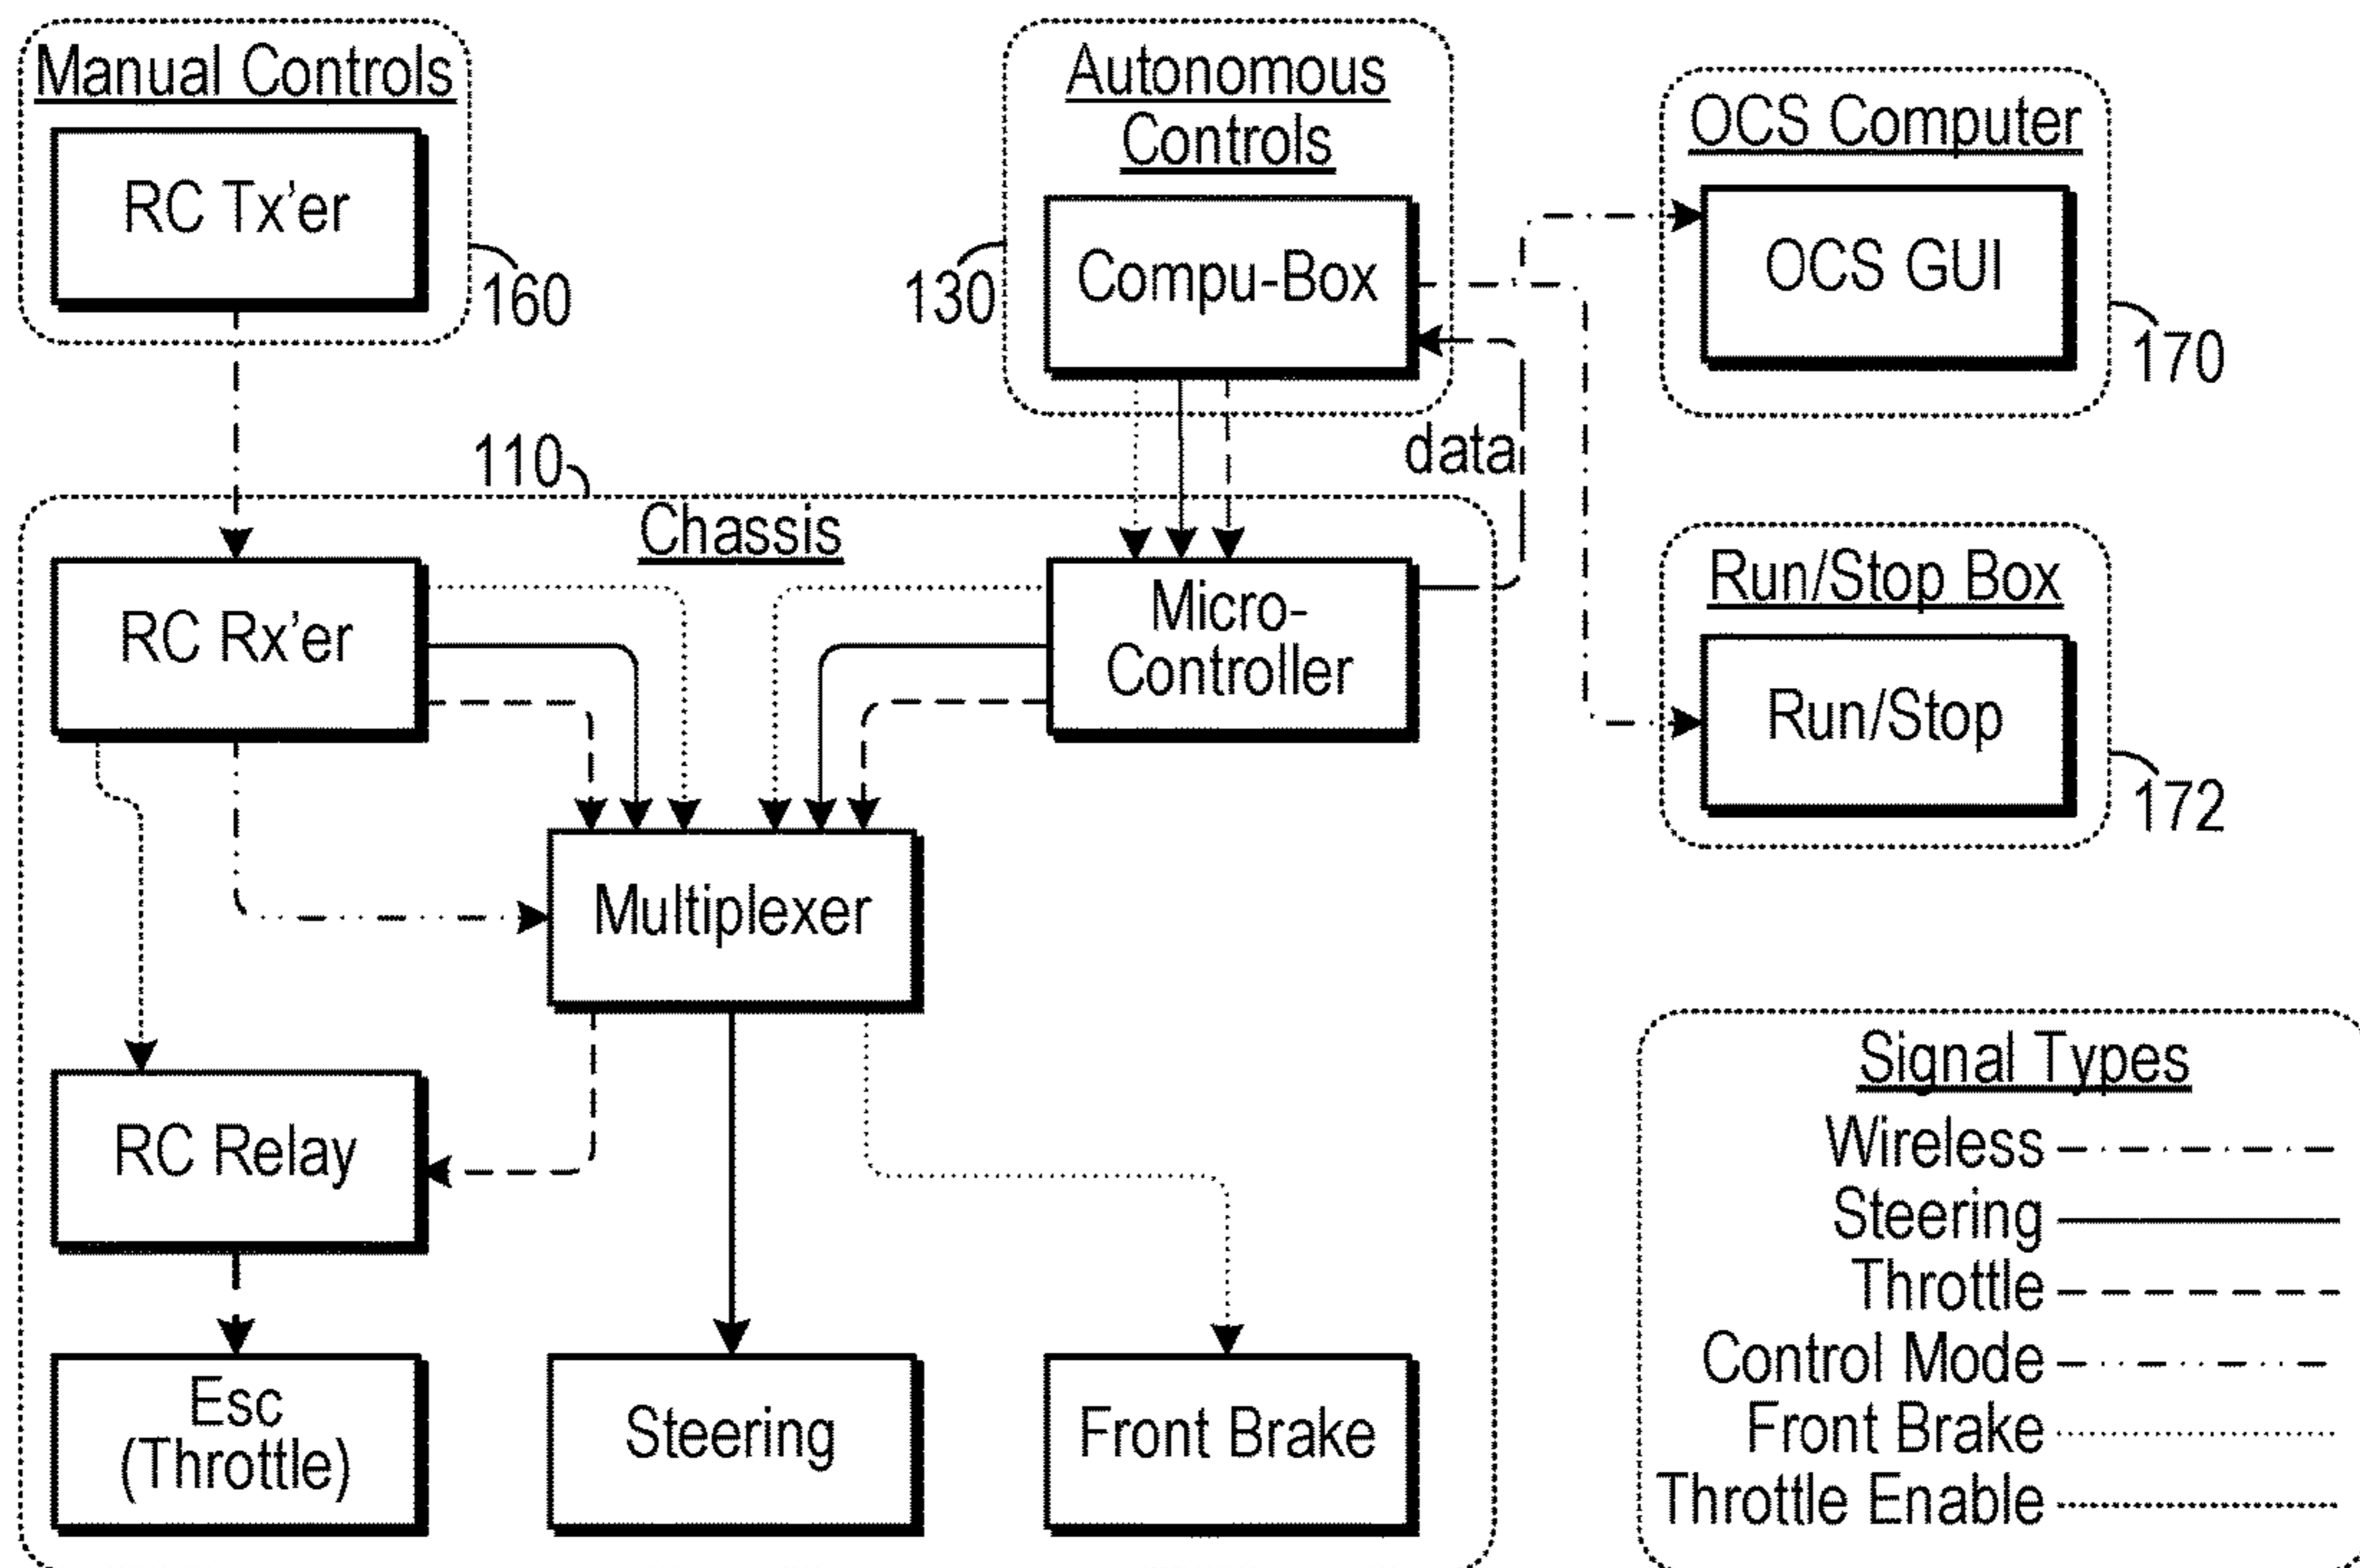 Manual Controls
RC Tx'er
160
Autonomous
Controls
Compu-Box
130
OCS Computer
OCS GUI
170
data
110
Chassis
RC Rx'er
Micro-
Controller
Run/Stop Box
Run/Stop
172
Multiplexer
RC Relay
Esc
(Throttle)
Steering
Front Brake
Signal Types
Wireless
Steering
Throttle
Control Mode
Front Brake
Throttle Enable